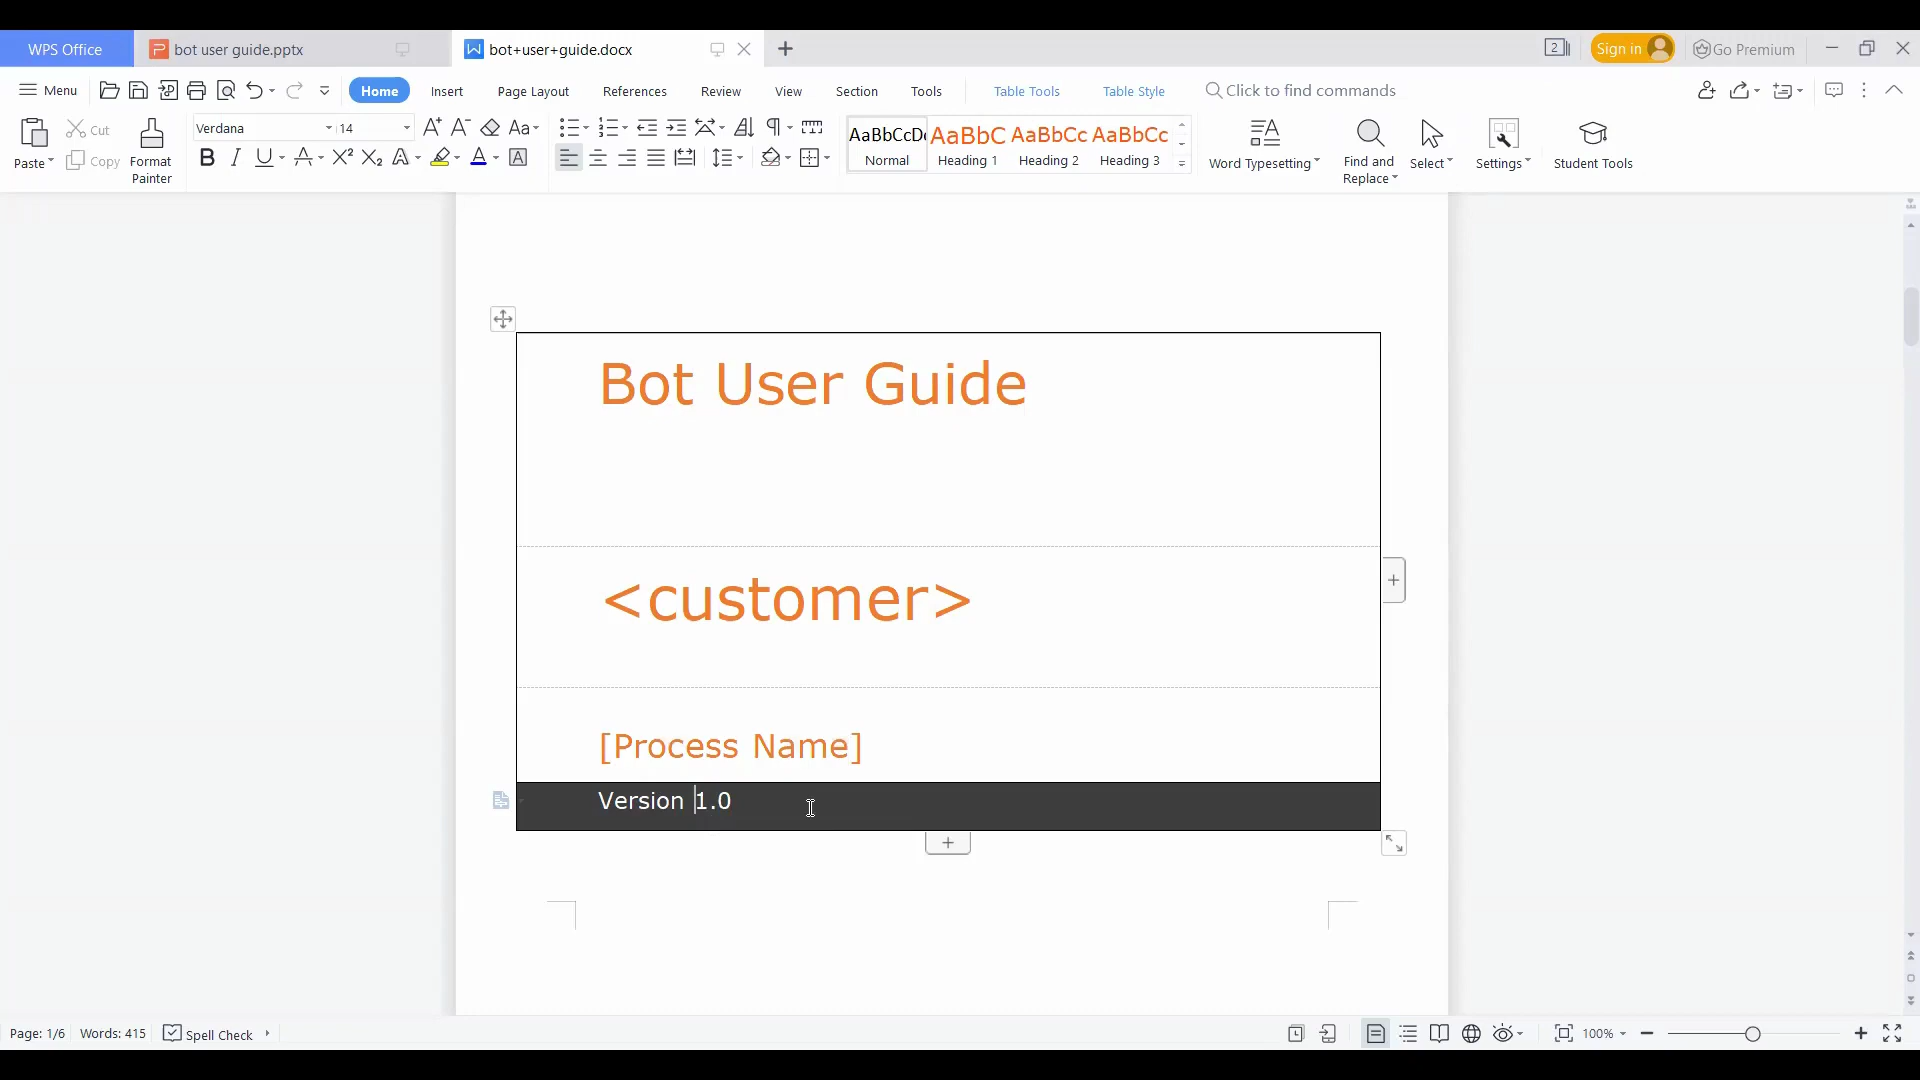 WPS Office bot user guide.pptx bot+user+guide.docx 2 Sign in Go Premium
Menu Home Insert Page Layout References Review View Section Tools Table Tools Table Style Click to find commands
Paste Cut Copy Format Painter Verdana 14 AaBbCcD AaBbC AaBbCc AaBbCc
Normal Heading 1 Heading 2 Heading 3 Word Typesetting Find and Replace Select Settings Student Tools
Bot User Guide
<customer>
[Process Name]
Version 1.0
Page: 1/6 Words: 415 Spell Check 100%